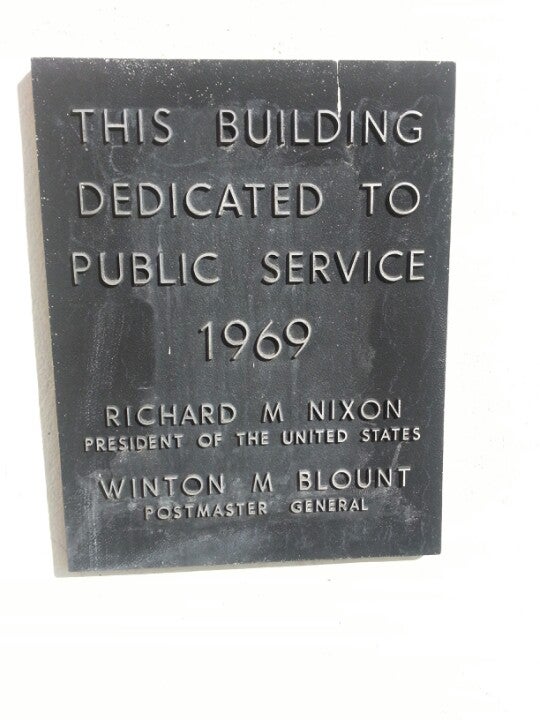 THIS BUILDING
DEDICATED TO
PUBLIC SERVICE
1969
RICHARD M NIXON
PRESIDENT OF THE UNITED STATES
WINTON M BLOUNT
POSTMASTER GENERAL